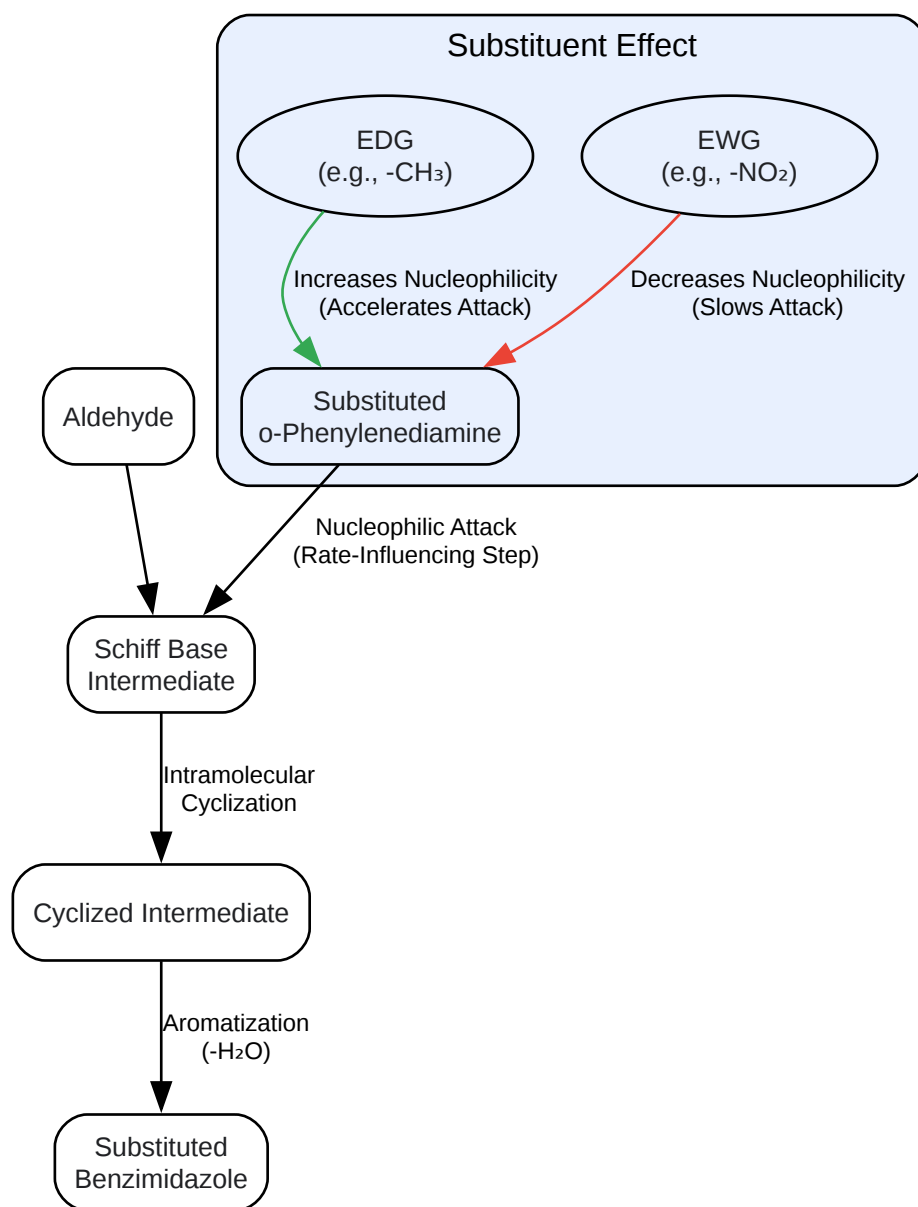 Substituent Effect
EDG
(e.g., -CH₃)
EWG
(e.g., -NO₂)
Increases Nucleophilicity
(Accelerates Attack)
Decreases Nucleophilicity
(Slows Attack)
Aldehyde
Substituted
o-Phenylenediamine
Nucleophilic Attack
(Rate-Influencing Step)
Schiff Base
Intermediate
Intramolecular
Cyclization
Cyclized Intermediate
Aromatization
(-H₂O)
Substituted
Benzimidazole